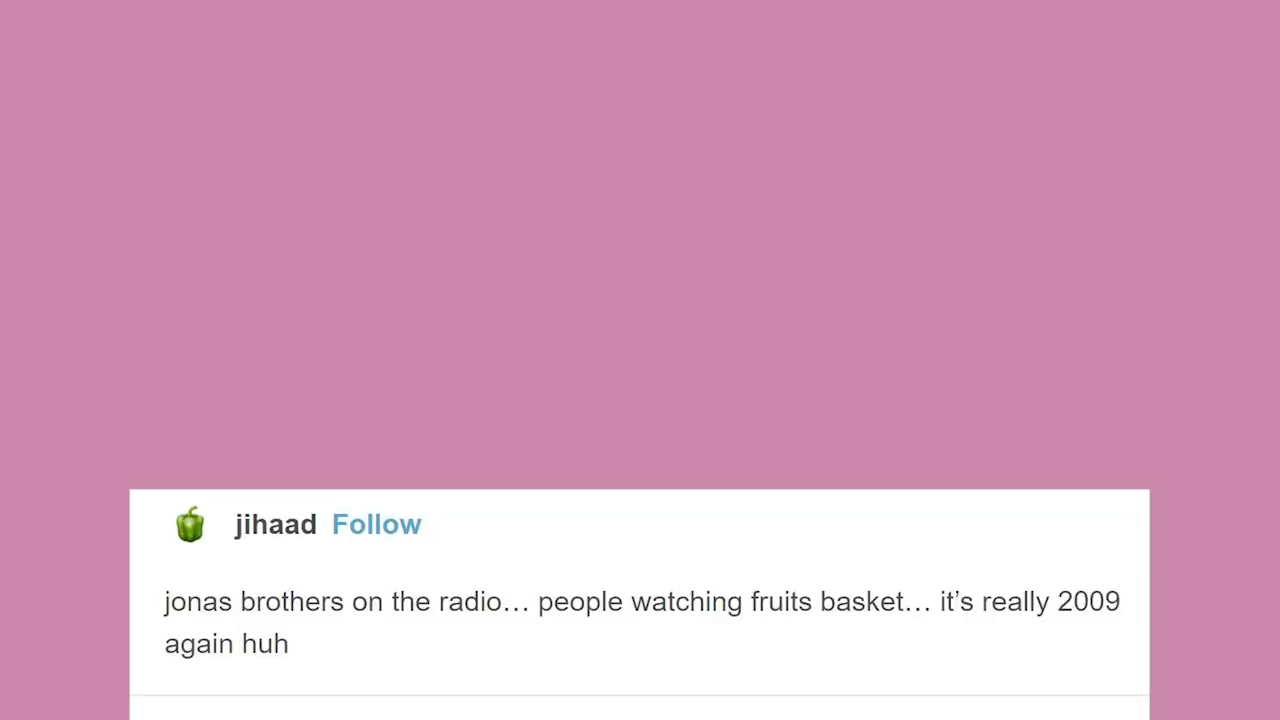 jihaad Follow
jonas brothers on the radio… people watching fruits basket… it’s really 2009
again huh